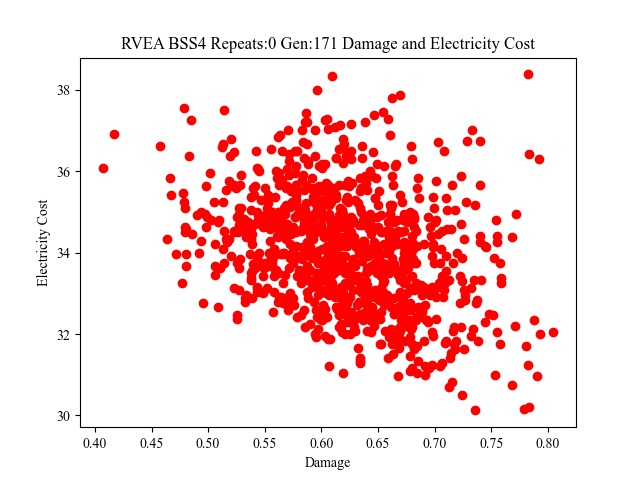 RVEA BSS4 Repeats:0 Gen:171 Damage and Electricity Cost
38
36
34
32
30
Electricity Cost
0.40 0.45 0.50 0.55 0.60 0.65 0.70 0.75 0.80
Damage